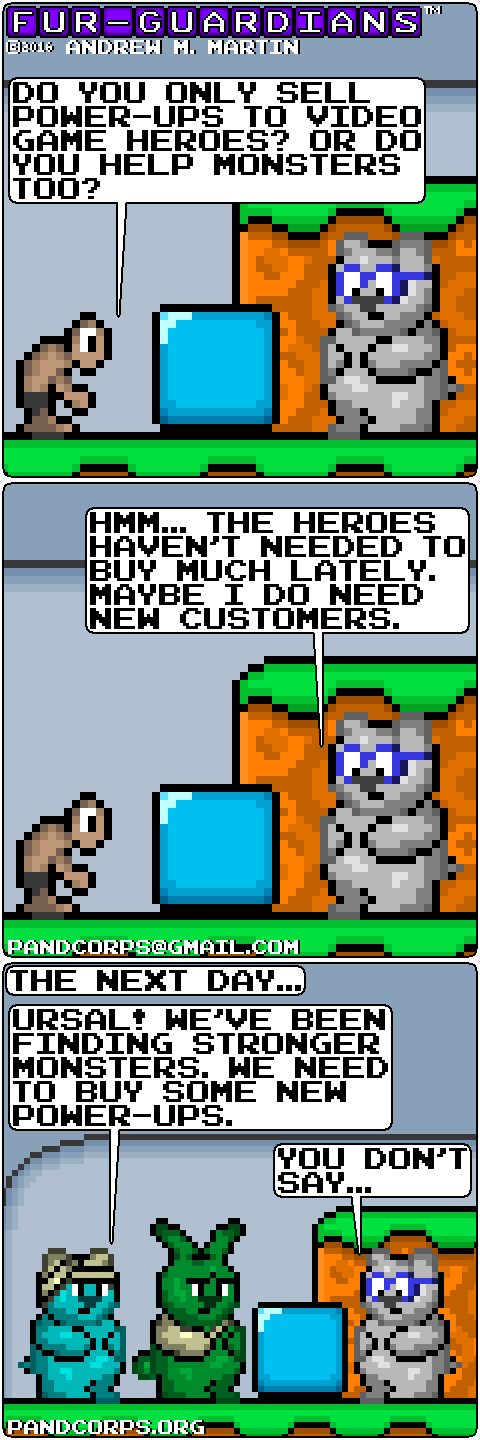 FUR-GUARDIANS™
©2016 ANDREW M. MARTIN
DO YOU ONLY SELL
POWER-UPS TO VIDEO
GAME HEROES? OR DO
YOU HELP MONSTERS
TOO?
HMM... THE HEROES
HAVEN'T NEEDED TO
BUY MUCH LATELY.
MAYBE I DO NEED
NEW CUSTOMERS.
PANDCORPS@GMAIL.COM
THE NEXT DAY...
URSAL! WE'VE BEEN
FINDING STRONGER
MONSTERS. WE NEED
TO BUY SOME NEW
POWER-UPS.
YOU DON'T
SAY...
PANDCORPS.ORG